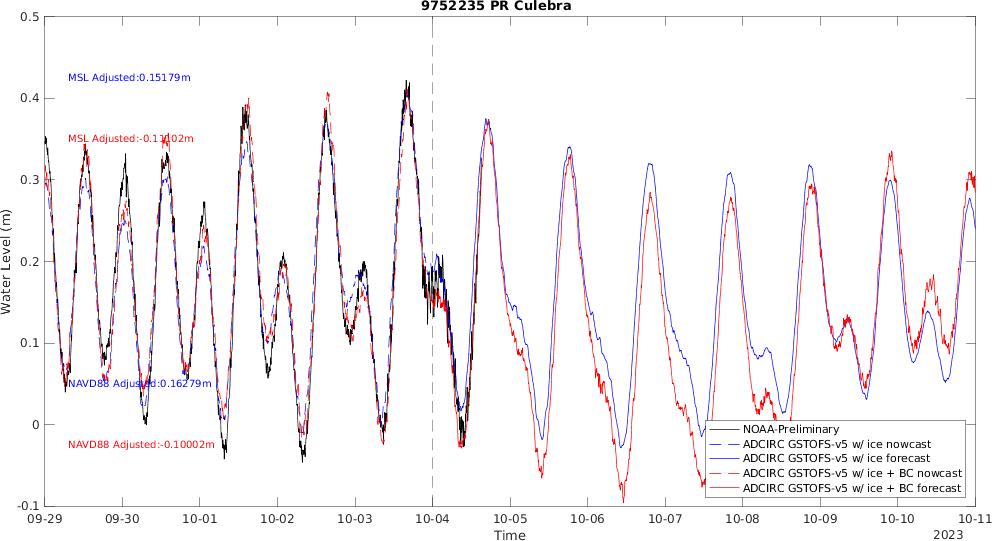 9752235 PR Culebra
0.5
MSL Adjusted:0.15179m
0.4
MSL Adjusted:-0.11102m
0.3
Water Level (m)
0.2
0.1
NAVD88 Adjusted:0.16279m
0
NAVD88 Adjusted:-0.10002m
NOAA-Preliminary
ADCIRC GSTOFS-v5 w/ ice nowcast
ADCIRC GSTOFS-v5 w/ ice forecast
ADCIRC GSTOFS-v5 w/ ice + BC nowcast
ADCIRC GSTOFS-v5 w/ ice + BC forecast
-0.1
09-29 09-30 10-01 10-02 10-03 10-04 10-05 10-06 10-07 10-08 10-09 10-10 10-11
Time
2023